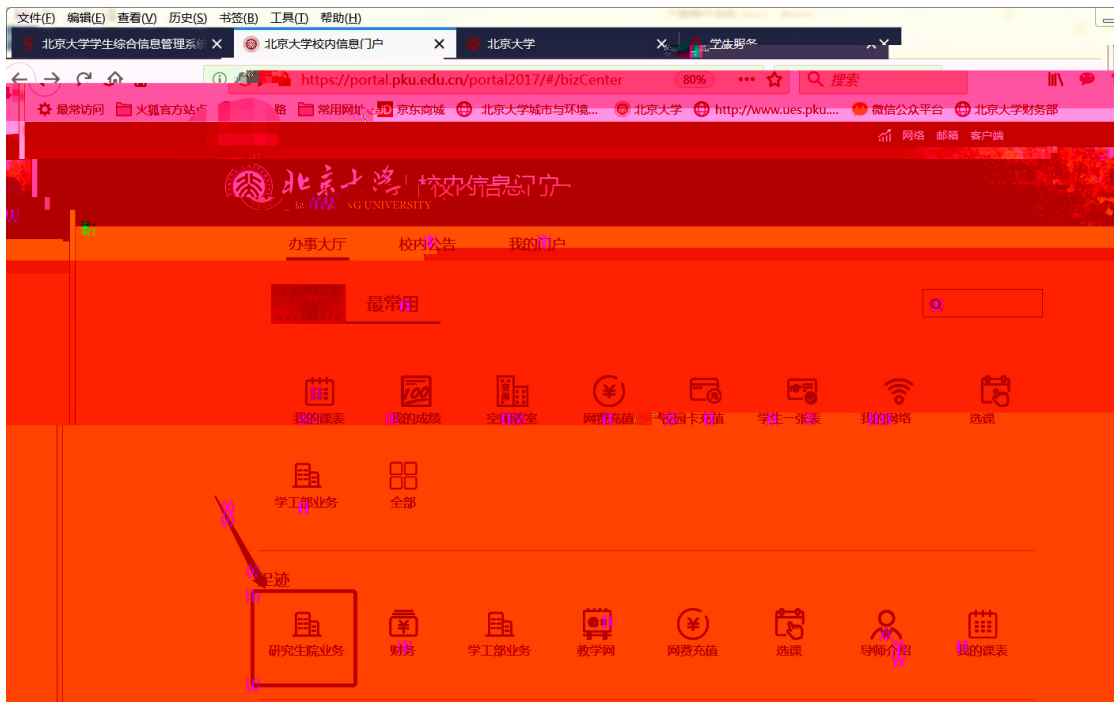 文件(F) 编辑(E) 查看(V) 历史(S) 书签(B) 工具(T) 帮助(H)
北京大学学生综合信息管理系统 × 北京大学校内信息门户 × 北京大学 ×
https://portal.pku.edu.cn/portal2017/#/bizCenter 80% ••• 搜索
最常访问 火狐官方站点 常用网址 JD 京东商城 北京大学城市与环境... 北京大学 http://www.ues.pku.... 微信公众平台 北京大学财务部
网络 邮箱 客户端
北京大学 校内信息门户
UNIVERSITY
办事大厅 校内公告 我的门户
最常用
我的课表 我的成绩 空闲教室 网费充值 校园卡充值 学生一张表 我的网络 选课
学工部业务 全部
足迹
研究生院业务 财务 学工部业务 教学网 网费充值 选课 导师介绍 我的课表